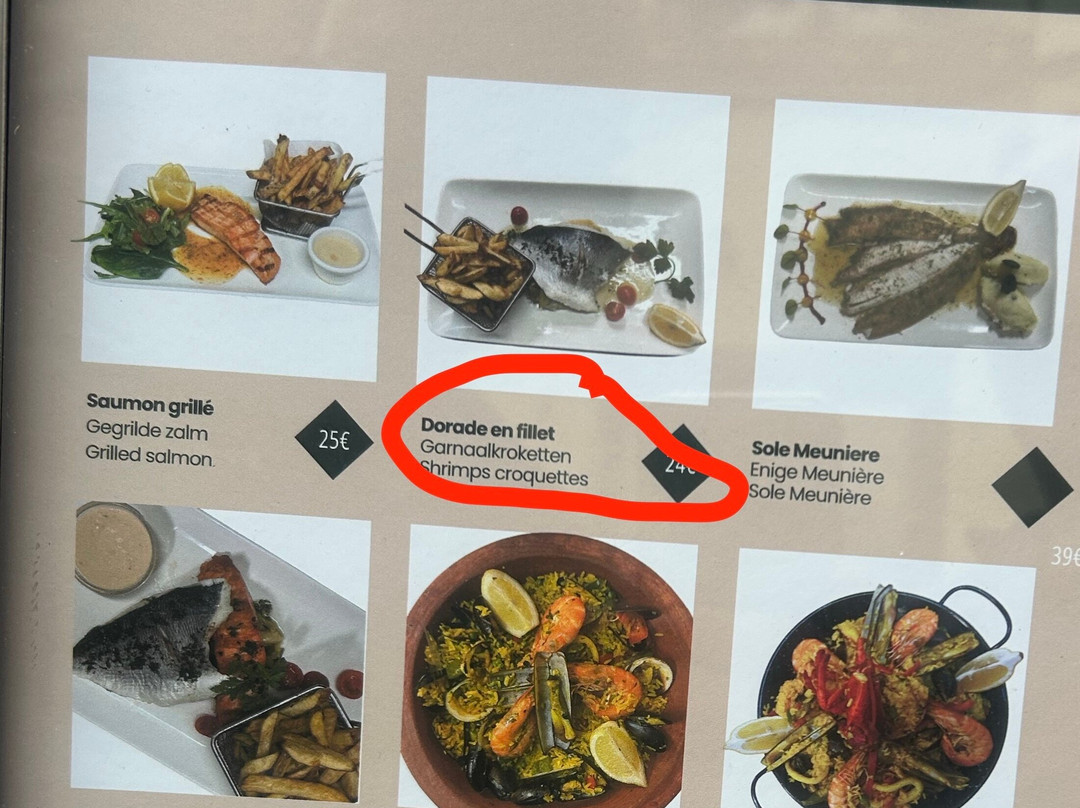 Saumon grillé
Gegrilde zalm
Grilled salmon.
25€
Dorade en fillet
Garnaalkroketten
Shrimps croquettes
24€
Sole Meuniere
Enige Meunière
Sole Meunière
39€